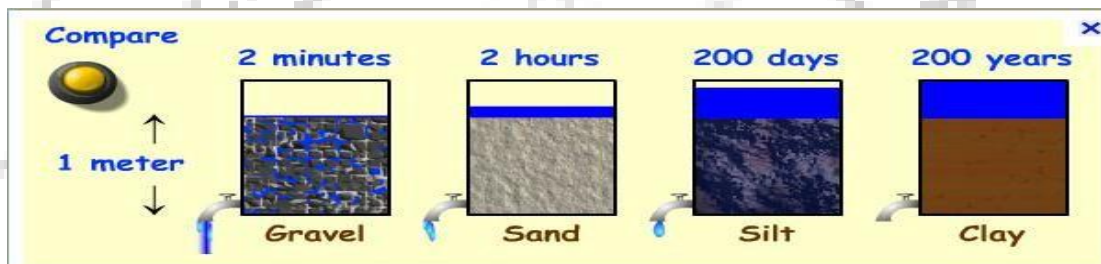 Compare
2 minutes
2 hours
200 days
200 years
×
1 meter
Gravel
Sand
Silt
Clay